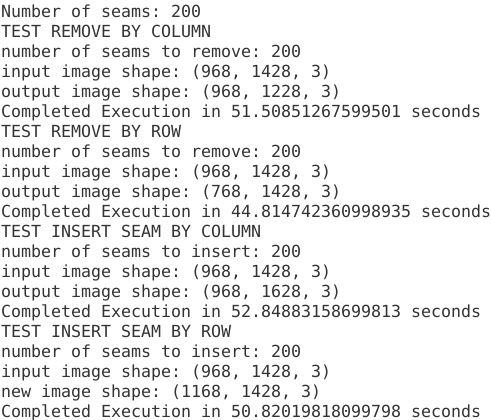 Number of seams: 200
TEST REMOVE BY COLUMN
number of seams to remove: 200
input image shape: (968, 1428, 3)
output image shape: (968, 1228, 3)
Completed Execution in 51.50851267599501 seconds
TEST REMOVE BY ROW
number of seams to remove: 200
input image shape: (968, 1428, 3)
output image shape: (768, 1428, 3)
Completed Execution in 44.814742360998935 seconds
TEST INSERT SEAM BY COLUMN
number of seams to insert: 200
input image shape: (968, 1428, 3)
output image shape: (968, 1628, 3)
Completed Execution in 52.84883158699813 seconds
TEST INSERT SEAM BY ROW
number of seams to insert: 200
input image shape: (968, 1428, 3)
new image shape: (1168, 1428, 3)
Completed Execution in 50.82019818099798 seconds